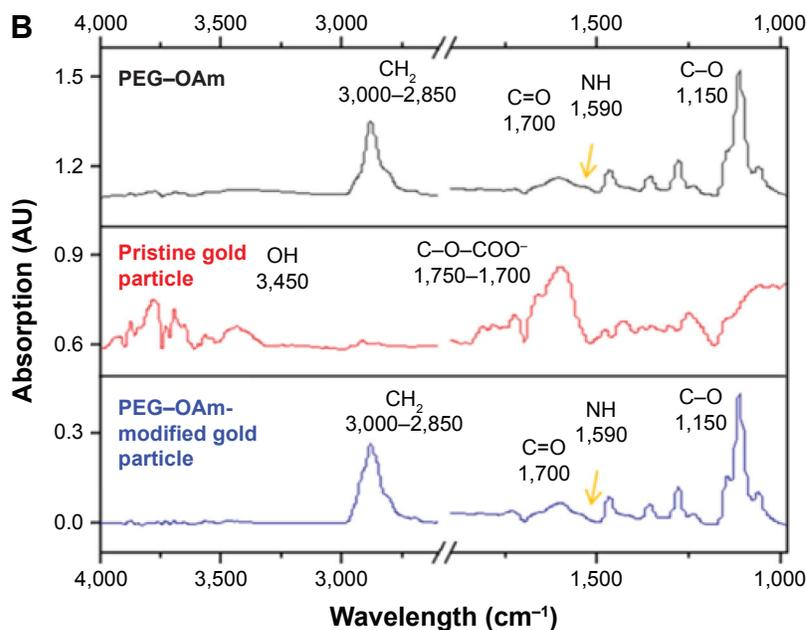 B
4,000 3,500 3,000 1,500 1,000
PEG–OAm
CH2
3,000–2,850
C=O
1,700
NH
1,590
C–O
1,150
1.5
1.2
Pristine gold
particle
OH
3,450
C–O–COO–
1,750–1,700
0.9
0.6
PEG–OAm-
modified gold
particle
CH2
3,000–2,850
C=O
1,700
NH
1,590
C–O
1,150
0.3
0.0
Absorption (AU)
4,000 3,500 3,000 1,500 1,000
Wavelength (cm–1)